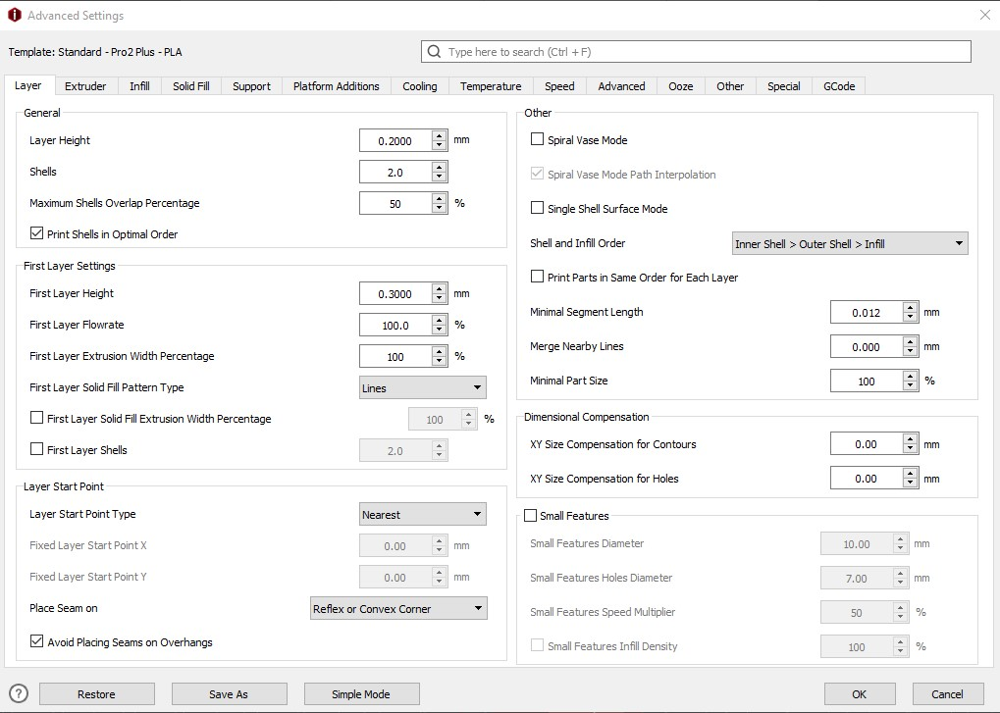 Advanced Settings
Template: Standard - Pro2 Plus - PLA
Type here to search (Ctrl + F)
Layer Extruder Infill Solid Fill Support Platform Additions Cooling Temperature Speed Advanced Ooze Other Special GCode
General
Layer Height 0.2000 mm
Shells 2.0
Maximum Shells Overlap Percentage 50 %
Print Shells in Optimal Order
First Layer Settings
First Layer Height 0.3000 mm
First Layer Flowrate 100.0 %
First Layer Extrusion Width Percentage 100 %
First Layer Solid Fill Pattern Type Lines
First Layer Solid Fill Extrusion Width Percentage 100 %
First Layer Shells 2.0
Layer Start Point
Layer Start Point Type Nearest
Fixed Layer Start Point X 0.00 mm
Fixed Layer Start Point Y 0.00 mm
Place Seam on Reflex or Convex Corner
Avoid Placing Seams on Overhangs
Other
Spiral Vase Mode
Spiral Vase Mode Path Interpolation
Single Shell Surface Mode
Shell and Infill Order Inner Shell > Outer Shell > Infill
Print Parts in Same Order for Each Layer
Minimal Segment Length 0.012 mm
Merge Nearby Lines 0.000 mm
Minimal Part Size 100 %
Dimensional Compensation
XY Size Compensation for Contours 0.00 mm
XY Size Compensation for Holes 0.00 mm
Small Features
Small Features Diameter 10.00 mm
Small Features Holes Diameter 7.00 mm
Small Features Speed Multiplier 50 %
Small Features Infill Density 100 %
? Restore Save As Simple Mode OK Cancel